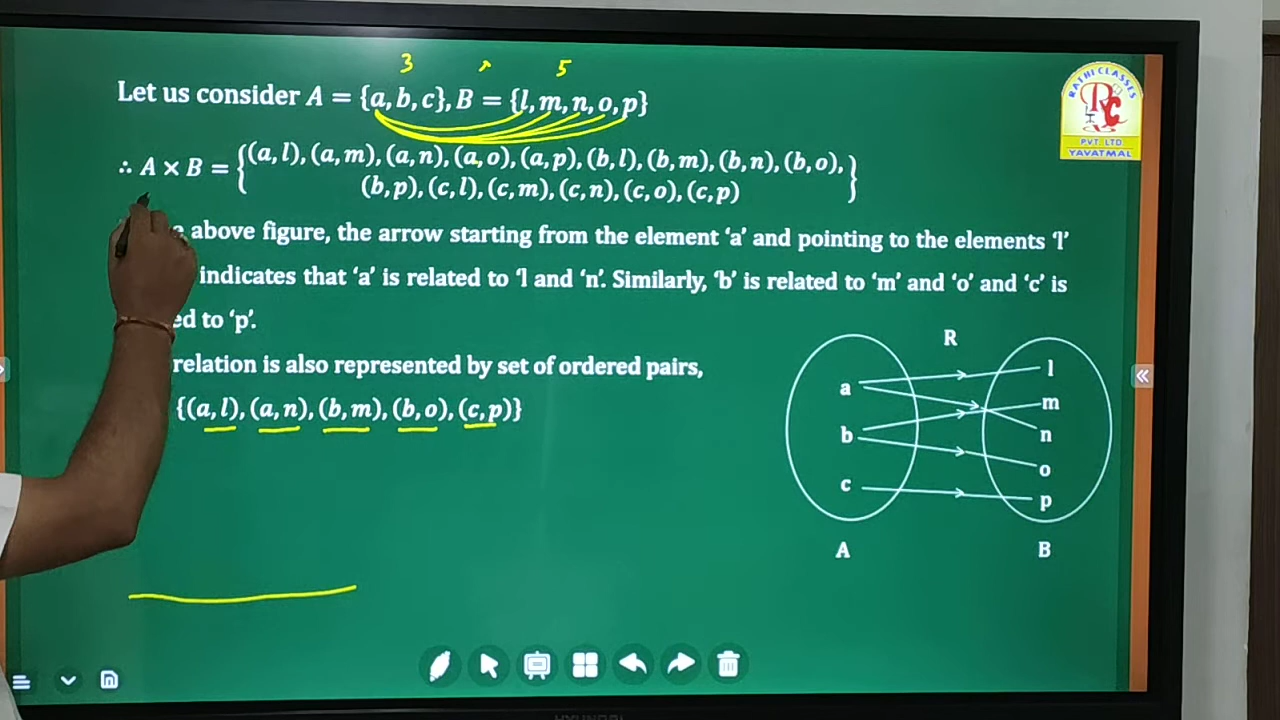 3 × 5
Let us consider A = {a, b, c}, B = {l, m, n, o, p}
∴ A × B = {(a, l), (a, m), (a, n), (a, o), (a, p), (b, l), (b, m), (b, n), (b, o),
(b, p), (c, l), (c, m), (c, n), (c, o), (c, p)}
above figure, the arrow starting from the element ‘a’ and pointing to the elements ‘l’
indicates that ‘a’ is related to ‘l and ‘n’. Similarly, ‘b’ is related to ‘m’ and ‘o’ and ‘c’ is
to ‘p’.
relation is also represented by set of ordered pairs,
{(a, l), (a, n), (b, m), (b, o), (c, p)}
R
a
b
c
l
m
n
o
p
A B
RATHI CLASSES
PVT. LTD.
YAVATMAL
HYUNDAI